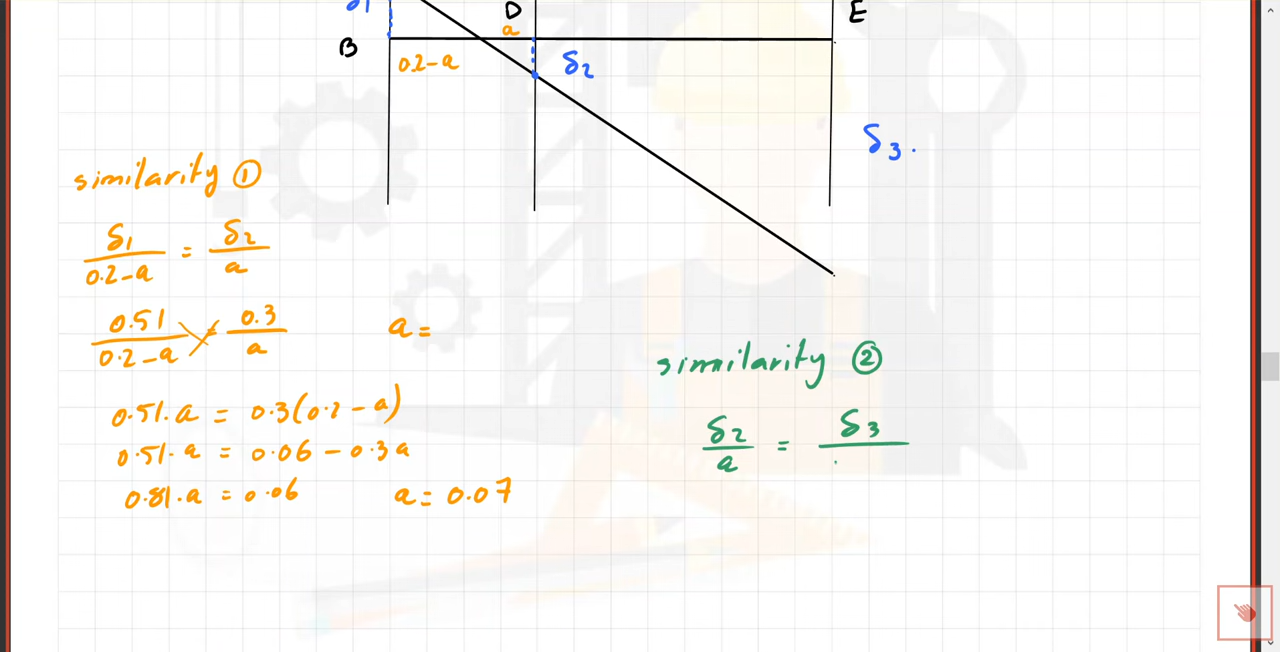 δ1
D
E
a
B
0.2-a
δ2
δ3.
similarity ①
δ1/(0.2-a) = δ2/a
0.51/(0.2-a) = 0.3/a
a =
similarity ②
0.51.a = 0.3(0.2-a)
δ2/a = δ3/
0.51.a = 0.06 - 0.3a
0.81.a = 0.06
a = 0.07